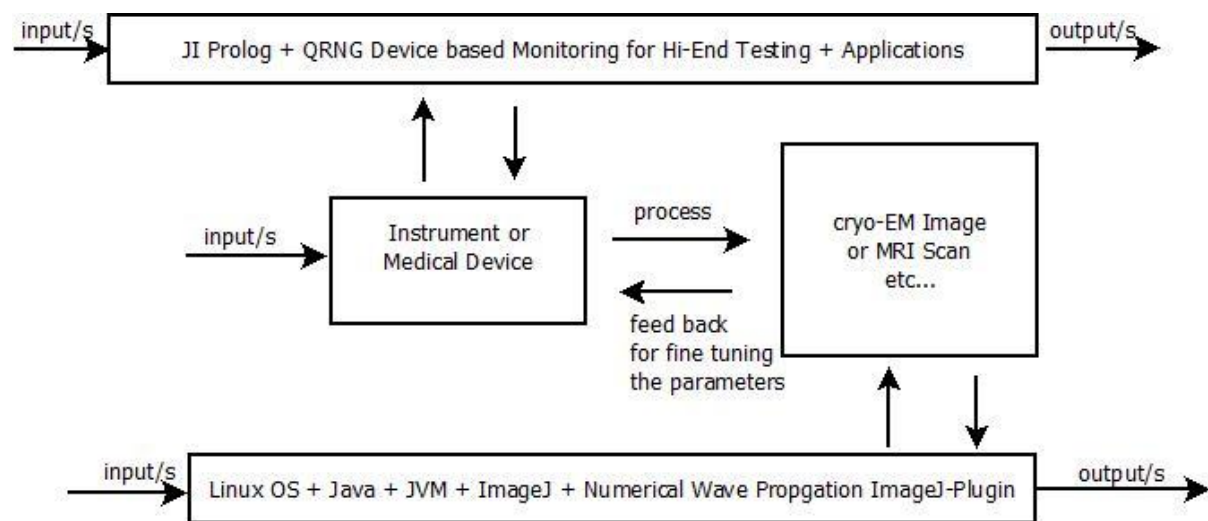 input/s
JI Prolog + QRNG Device based Monitoring for Hi-End Testing + Applications
output/s
input/s
Instrument or
Medical Device
process
cryo-EM Image
or MRI Scan
etc...
feed back
for fine tuning
the parameters
input/s
Linux OS + Java + JVM + ImageJ + Numerical Wave Propgation ImageJ-Plugin
output/s